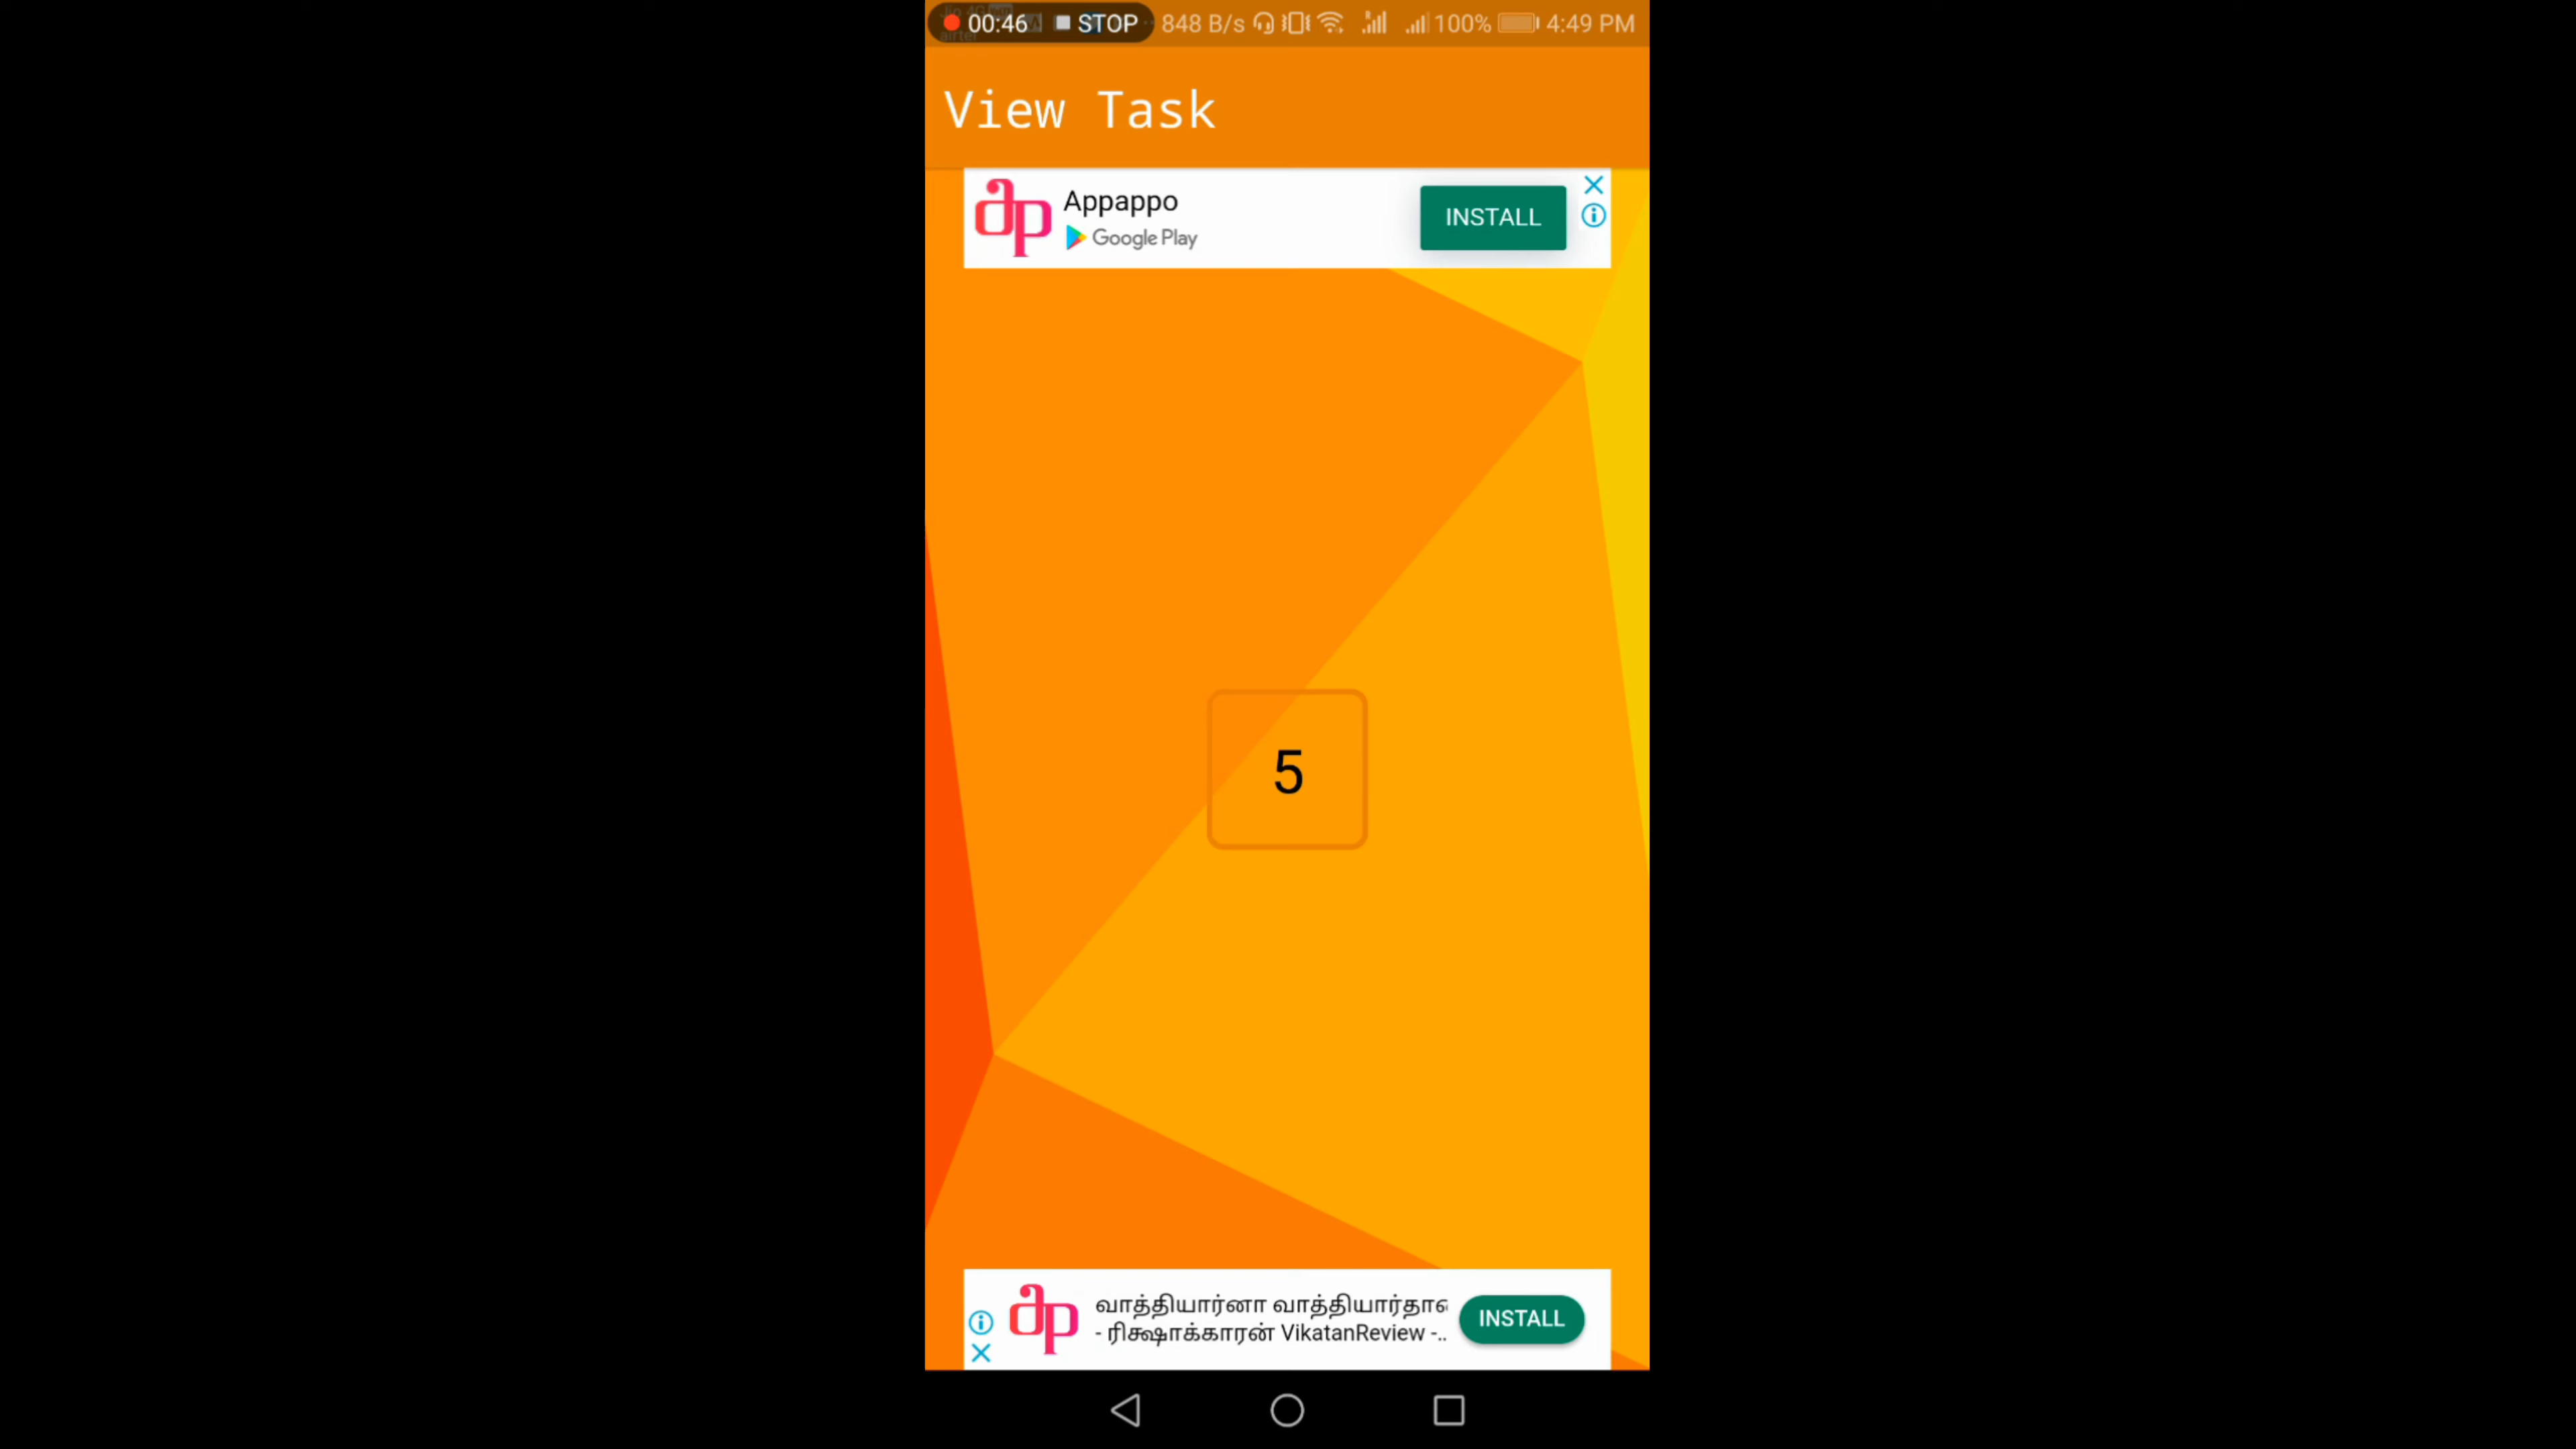 00:46 STOP 848 B/s 100% 4:49 PM
View Task
Appappo
Google Play
INSTALL
5
வாத்தியார்னா வாத்தியார்தான
- ரிக்ஷாக்காரன் VikatanReview -..
INSTALL